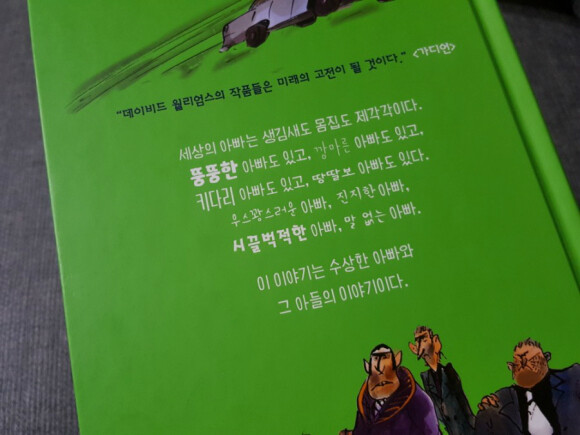 "데이비드 월리엄스의 작품들은 미래의 고전이 될 것이다." <가디언>
세상의 아빠는 생김새도 몸집도 제각각이다.
뚱뚱한 아빠도 있고, 깡마른 아빠도 있고,
키다리 아빠도 있고, 땅딸보 아빠도 있다.
우스꽝스러운 아빠, 진지한 아빠,
시끌벅적한 아빠, 말 없는 아빠.
이 이야기는 수상한 아빠와
그 아들의 이야기이다.